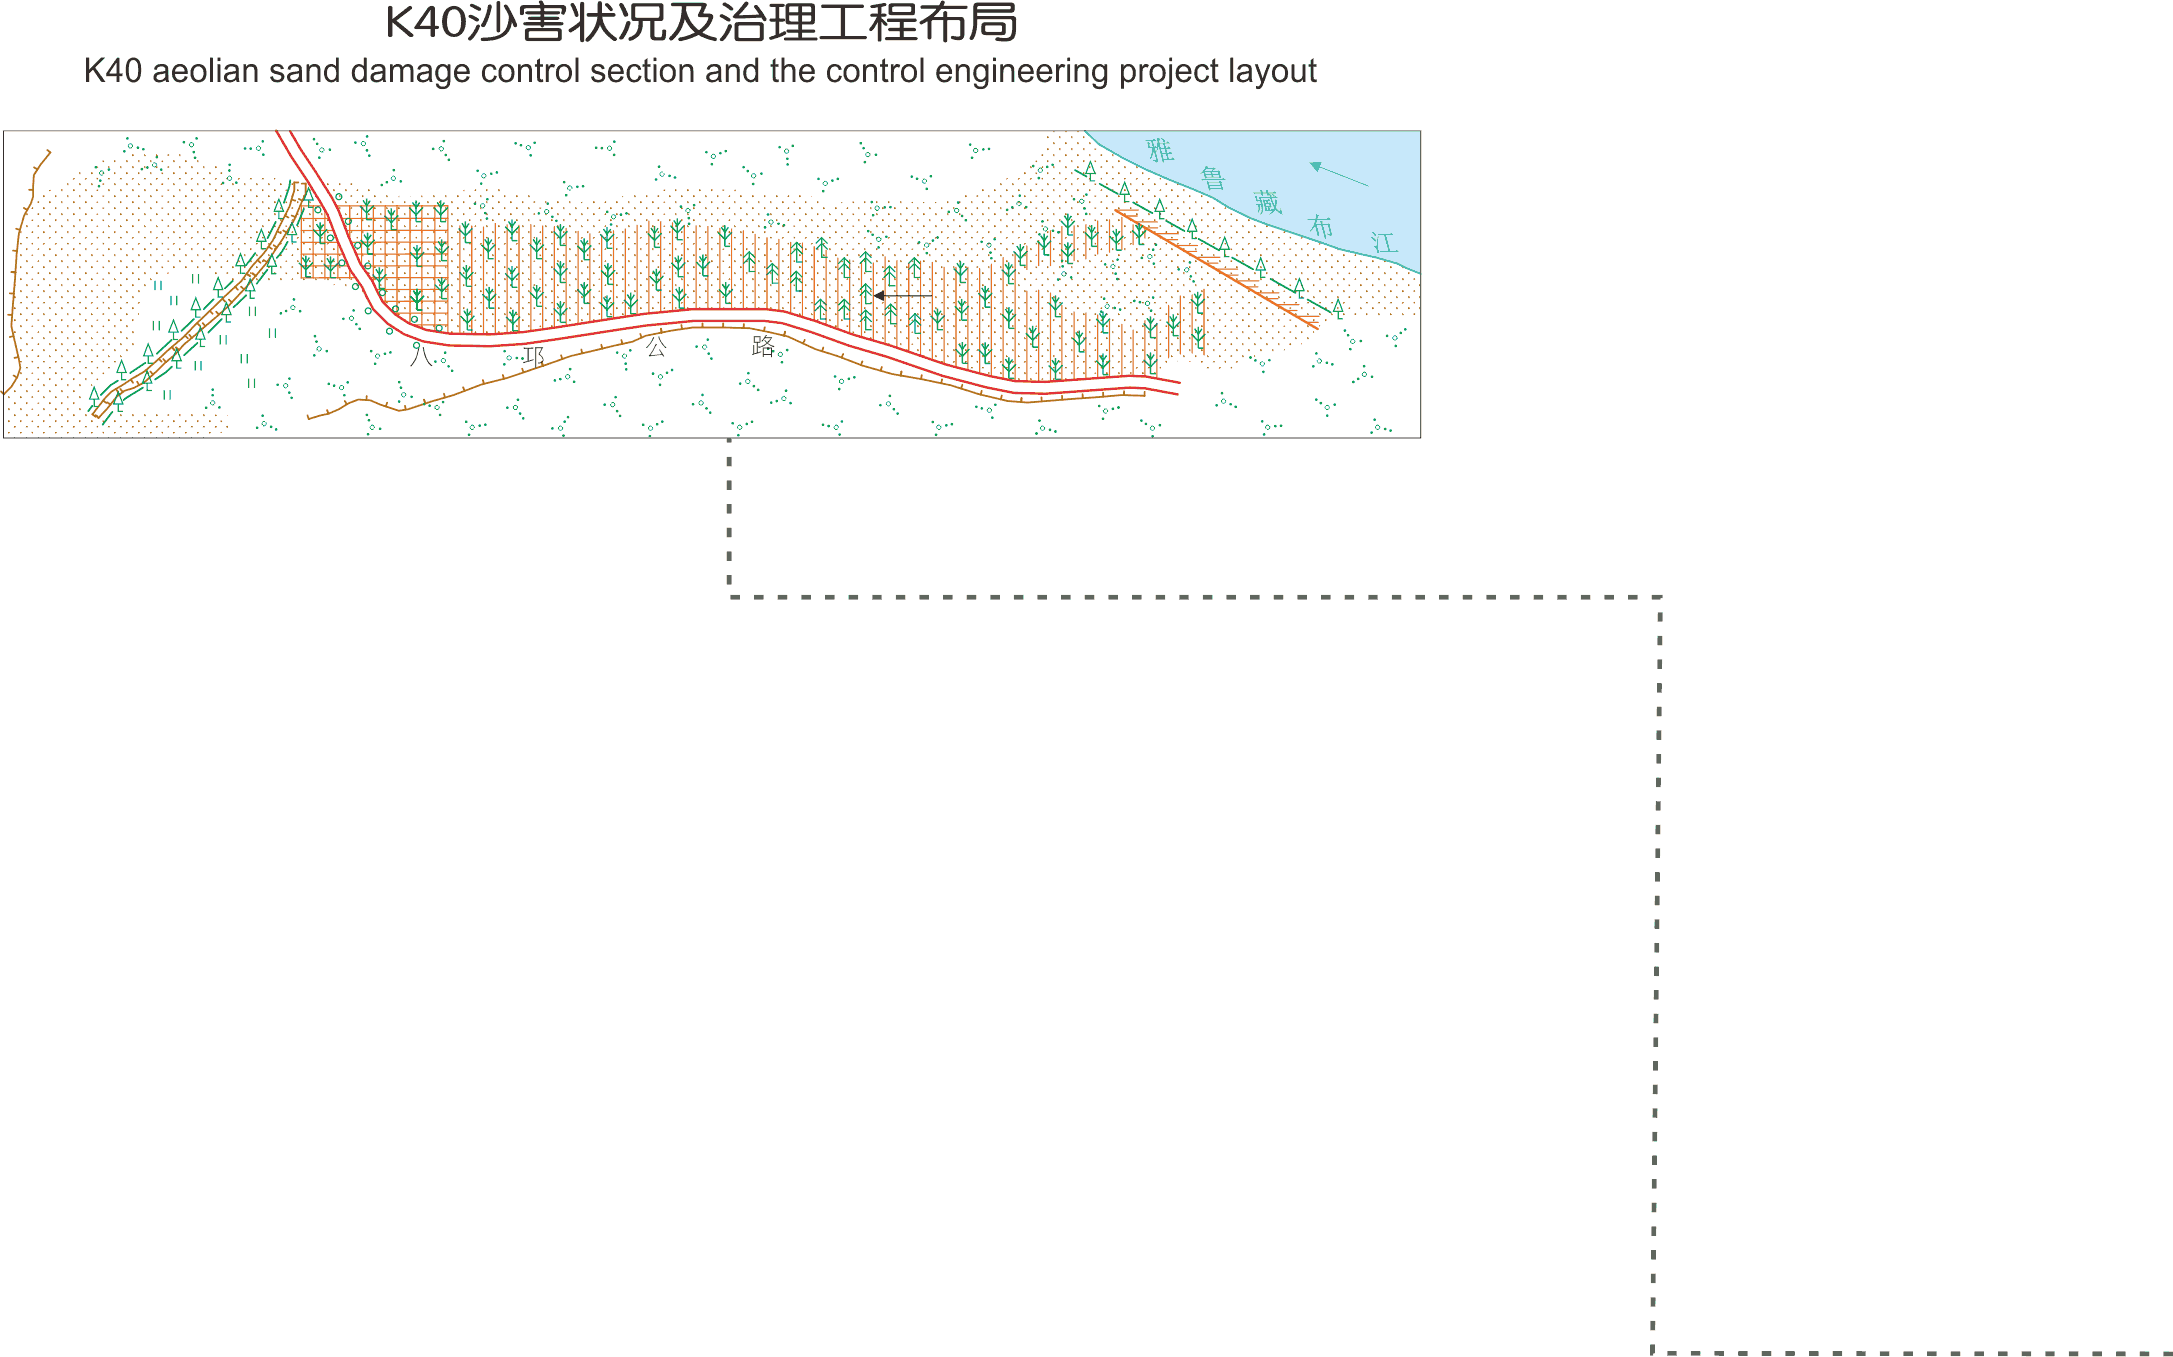 K40沙害状况及治理工程布局
K40 aeolian sand damage control section and the control engineering project layout
雅鲁藏布江
八邛公路